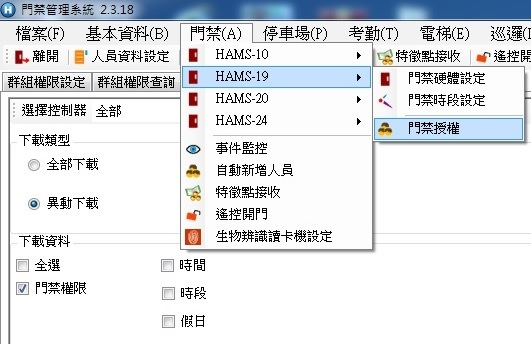 門禁管理系統 2.3.18
檔案(F) 基本資料(B) 門禁(A) 停車場(P) 考勤(T) 電梯(E)
離開 人員資料設定 特徵點接收 遙控開
群組權限設定 群組權限查詢
HAMS-10
HAMS-19
HAMS-20
HAMS-24
事件監控
自動新增人員
特徵點接收
遙控開門
生物辨識讀卡機設定
門禁硬體設定
門禁時段設定
門禁授權
選擇控制器 全部
下載類型
全部下載
異動下載
下載資料
全選 時間
門禁權限
時段
假日